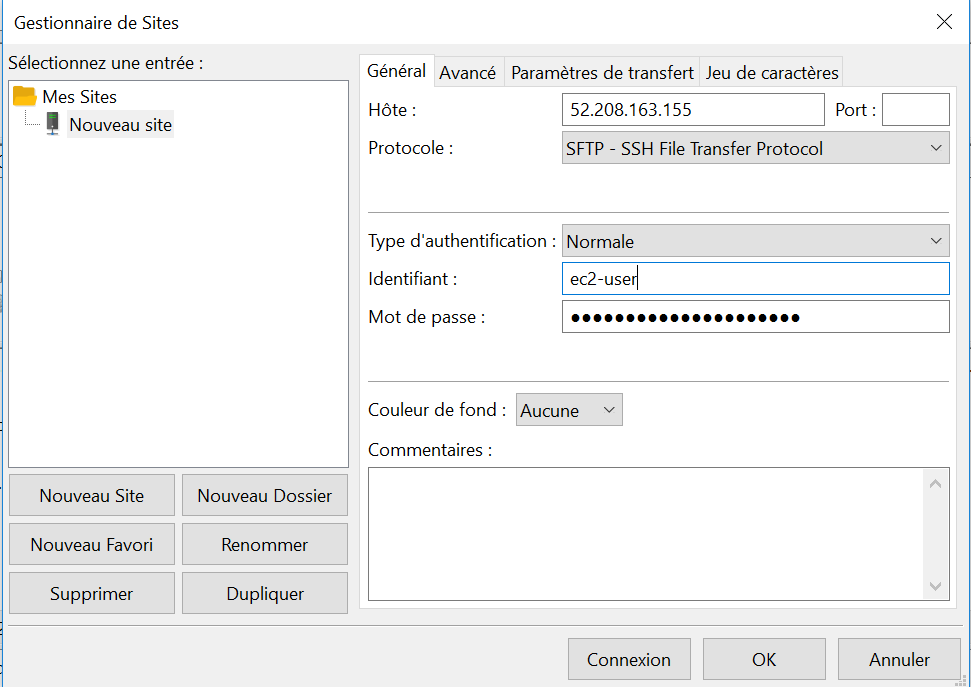 Gestionnaire de Sites
Sélectionnez une entrée :
Mes Sites
Nouveau site
Nouveau Site
Nouveau Dossier
Nouveau Favori
Renommer
Supprimer
Dupliquer
Général Avancé Paramètres de transfert Jeu de caractères
Hôte : 52.208.163.155 Port :
Protocole : SFTP - SSH File Transfer Protocol
Type d'authentification : Normale
Identifiant : ec2-user
Mot de passe : ●●●●●●●●●●●●●●●●●●●●●
Couleur de fond : Aucune
Commentaires :
Connexion OK Annuler